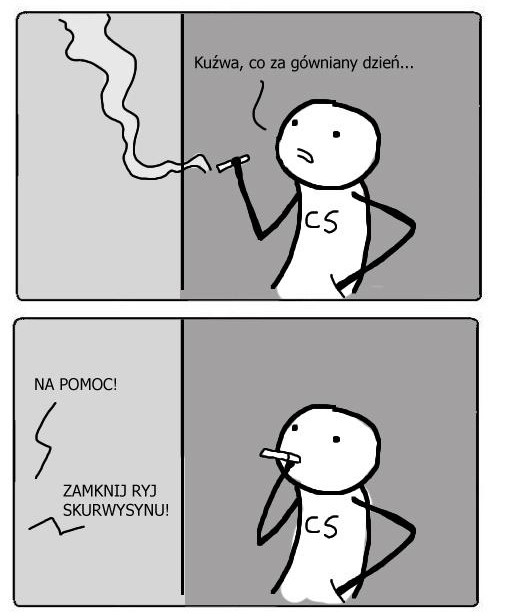 Kuźwa, co za gówniany dzień...
CS
NA POMOC!
ZAMKNIJ RYJ
SKURWYSYNU!
CS